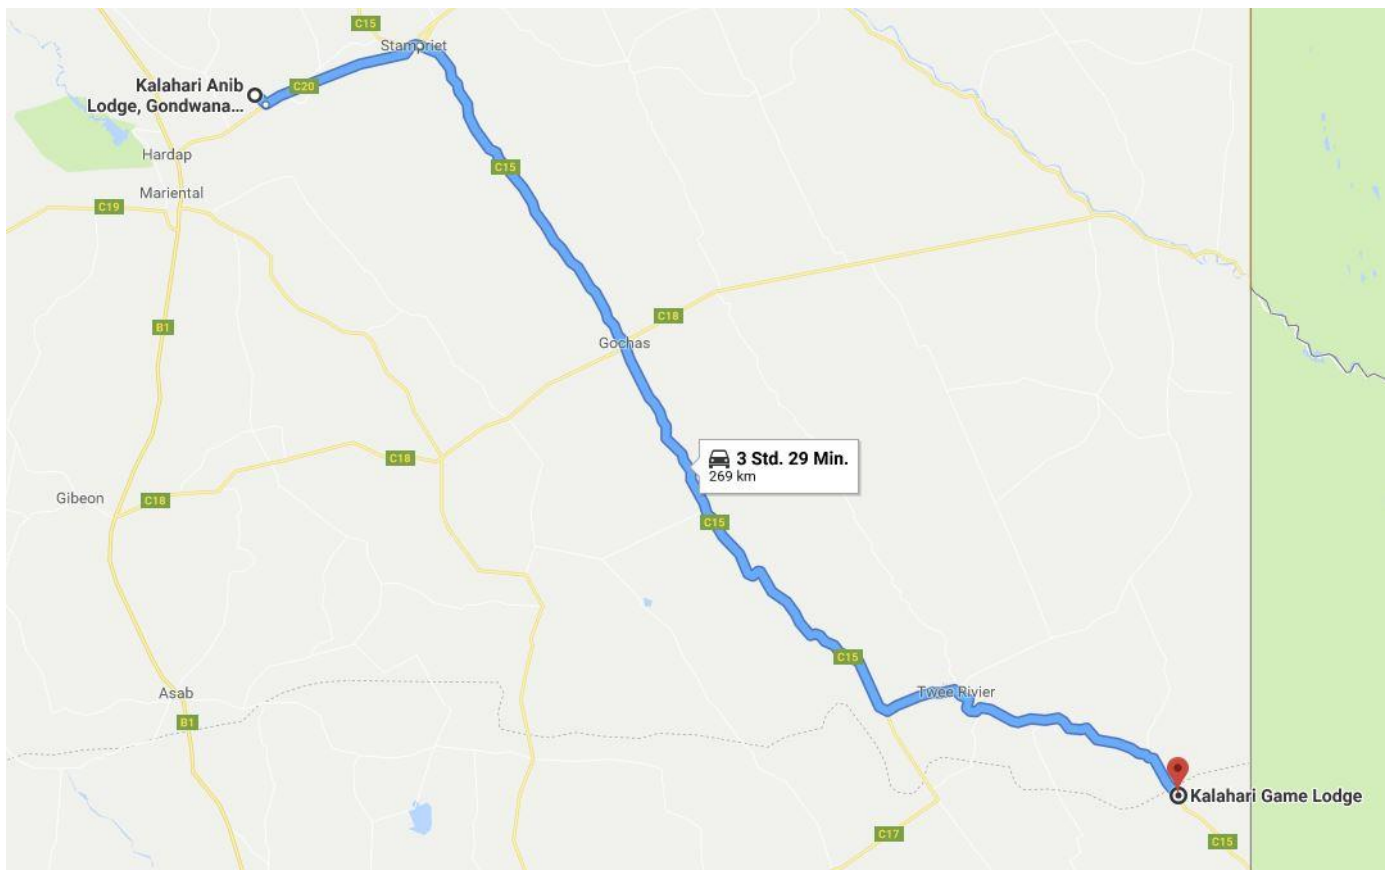 C15
Stampriet
Kalahari Anib
Lodge, Gondwana...
C20
Hardap
C15
Mariental
C19
C18
B1
Gochas
3 Std. 29 Min.
269 km
C18
Gibeon
C18
C15
C15
Twee Rivier
Asab
B1
Kalahari Game Lodge
C17
C15